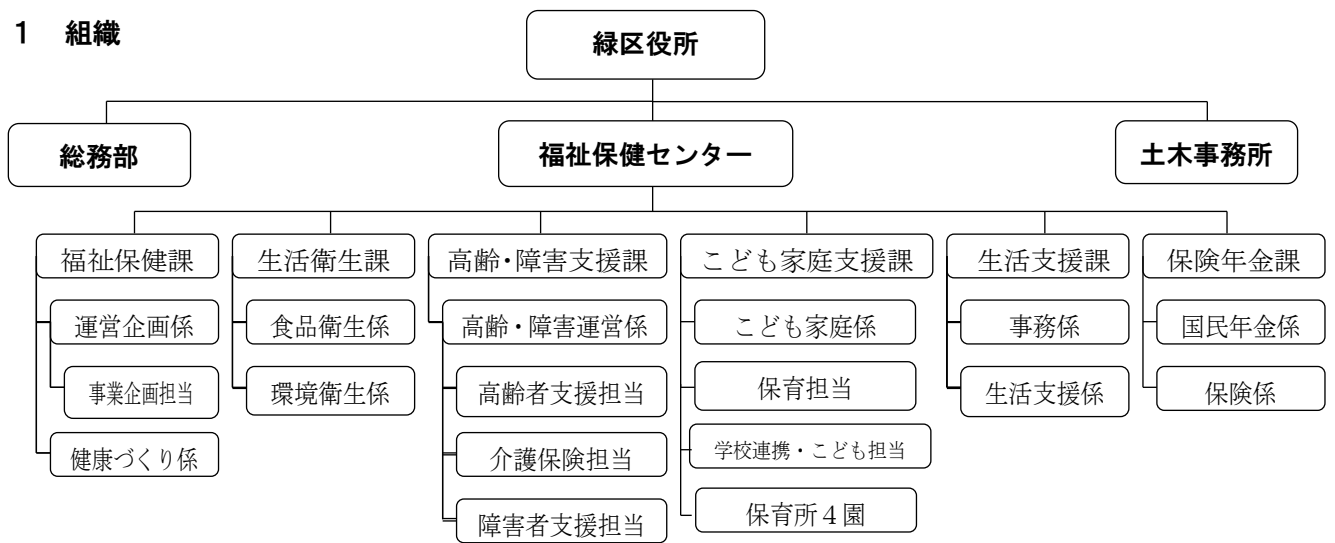 1 組織
緑区役所
総務部
福祉保健センター
土木事務所
福祉保健課
生活衛生課
高齢・障害支援課
こども家庭支援課
生活支援課
保険年金課
運営企画係
食品衛生係
高齢・障害運営係
こども家庭係
事務係
国民年金係
事業企画担当
環境衛生係
高齢者支援担当
保育担当
生活支援係
保険係
健康づくり係
介護保険担当
学校連携・こども担当
障害者支援担当
保育所4園